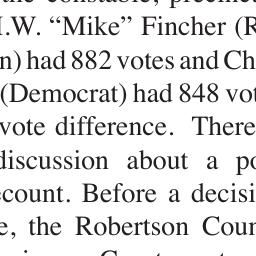 the constable, precinct
I.W. “Mike” Fincher (R
n) had 882 votes and Ch
(Democrat) had 848 vot
vote difference. There
discussion about a po
ecount. Before a decisi
e, the Robertson Coun